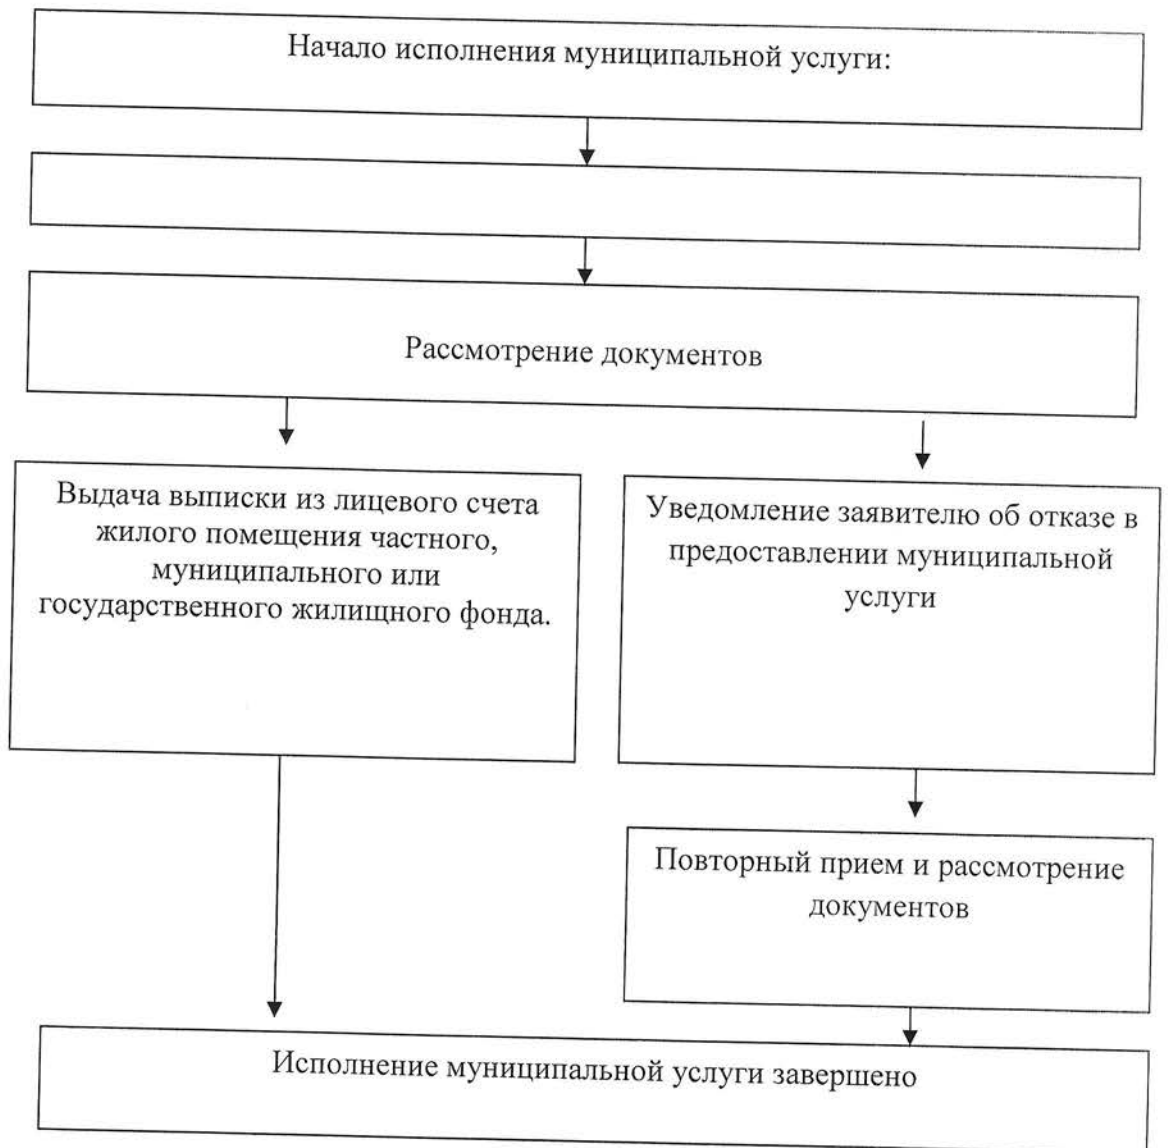 Начало исполнения муниципальной услуги:
Рассмотрение документов
Выдача выписки из лицевого счета
жилого помещения частного,
муниципального или
государственного жилищного фонда.
Уведомление заявителю об отказе в
предоставлении муниципальной
услуги
Повторный прием и рассмотрение
документов
Исполнение муниципальной услуги завершено